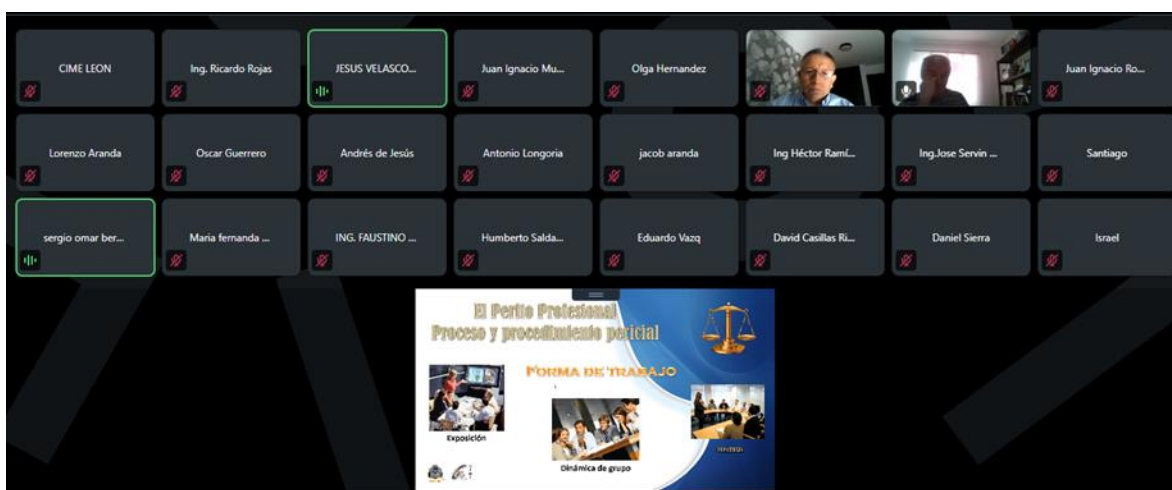 CIME LEON
Ing. Ricardo Rojas
JESUS VELASCO...
Juan Ignacio Mu...
Olga Hernandez
Juan Ignacio Ro...
Lorenzo Aranda
Oscar Guerrero
Andrés de Jesús
Antonio Longoria
jacob aranda
Ing Héctor Ramí...
Ing.Jose Servin ...
Santiago
sergio omar ber...
Maria fernanda ...
ING. FAUSTINO ...
Humberto Salda...
Eduardo Vazq
David Casillas Ri...
Daniel Sierra
Israel
El Perito Profesional
Proceso y procedimiento pericial
FORMA DE TRABAJO
Exposición
Dinámica de grupo